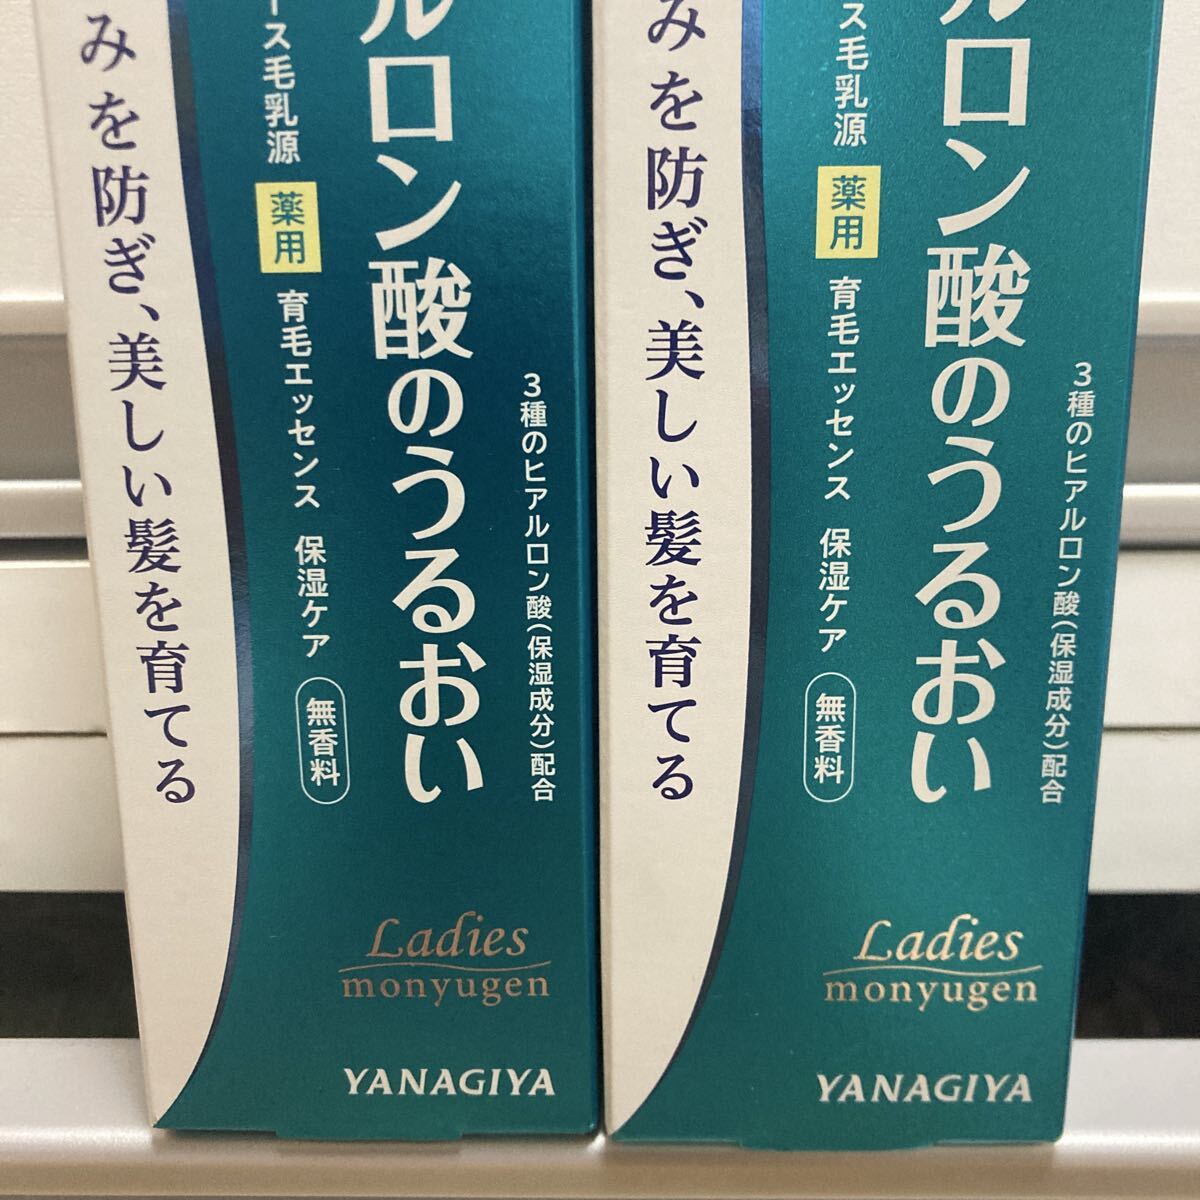 3種のヒアルロン酸(保湿成分)配合
ルロン酸のうるおい
ース毛乳源
薬用
育毛エッセンス 保湿ケア
無香料
みを防ぎ、美しい髪を育てる
Ladies
monyugen
YANAGIYA
3種のヒアルロン酸(保湿成分)配合
ルロン酸のうるおい
ス毛乳源
薬用
育毛エッセンス 保湿ケア
無香料
みを防ぎ、美しい髪を育てる
Ladies
monyugen
YANAGIYA